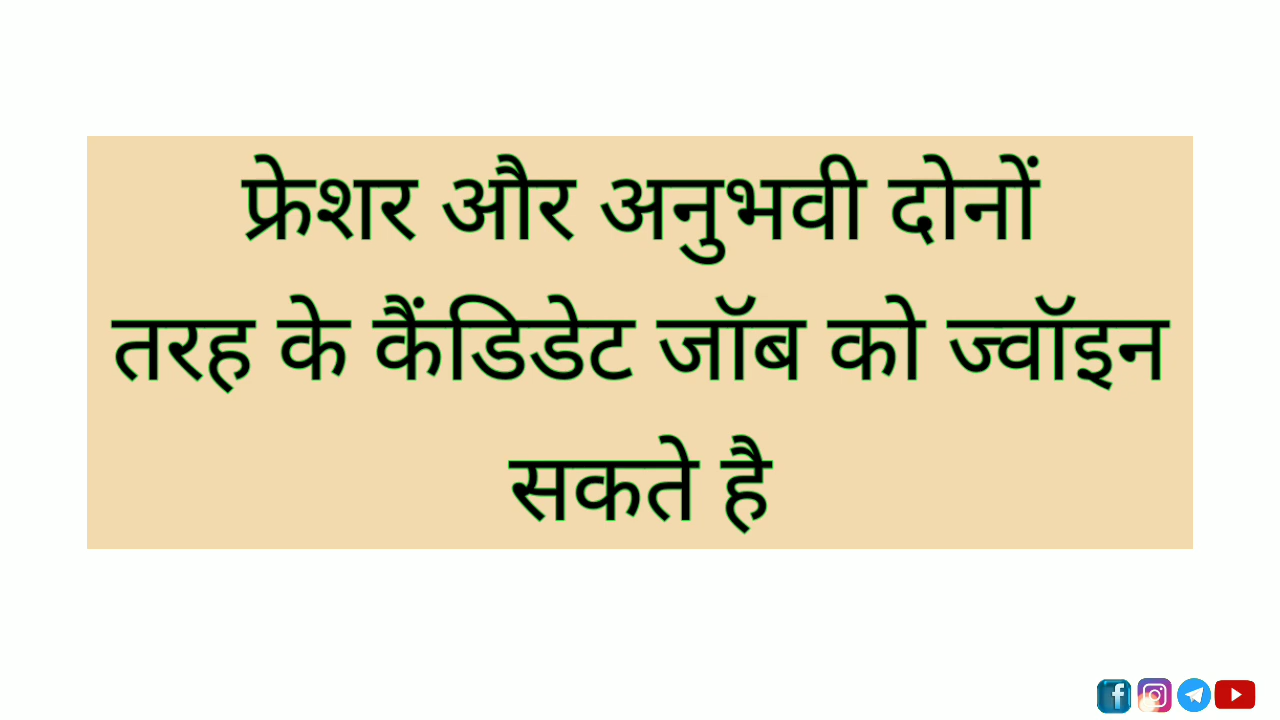 फ्रेशर और अनुभवी दोनों
तरह के कैंडिडेट जॉब को ज्वॉइन
सकते है